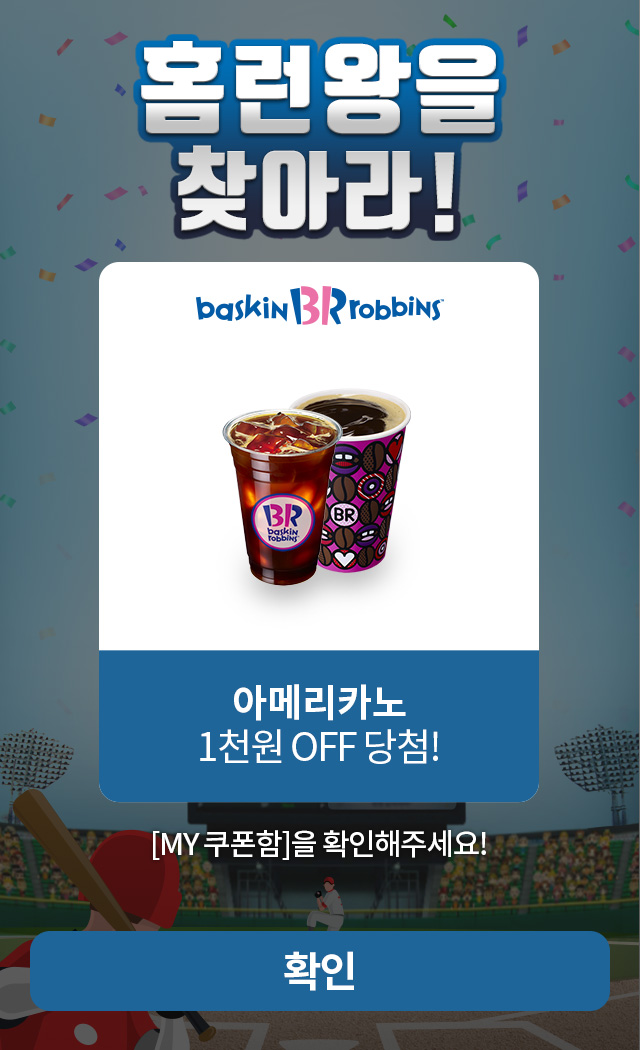 홈런왕을
찾아라!
baskin BR robbins
BR
BR
baskin
robbins
아메리카노
1천원 OFF 당첨!
[MY 쿠폰함]을 확인해주세요!
확인